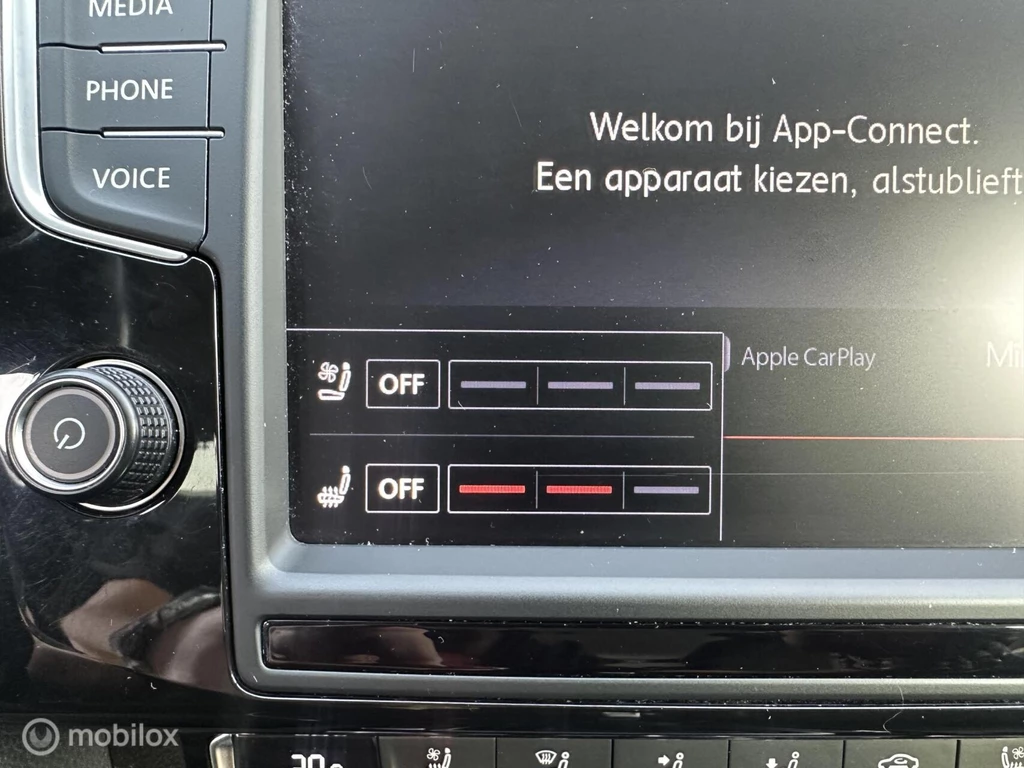 MEDIA
PHONE
VOICE
Welkom bij App-Connect.
Een apparaat kiezen, alstublieft
OFF
Apple CarPlay
OFF
mobilox